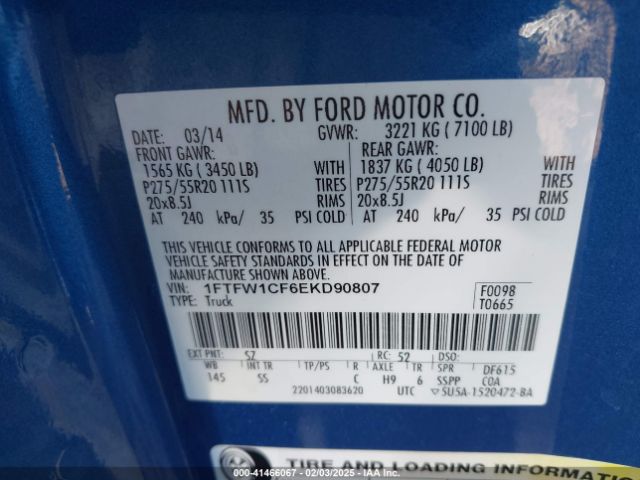 MFD. BY FORD MOTOR CO.
DATE: 03/14 GVWR: 3221 KG ( 7100 LB)
FRONT GAWR: REAR GAWR:
1565 KG ( 3450 LB) WITH 1837 KG ( 4050 LB) WITH
P275/55R20 111S TIRES P275/55R20 111S TIRES
20x8.5J RIMS 20x8.5J RIMS
AT 240 kPa/ 35 PSI COLD AT 240 kPa/ 35 PSI COLD
THIS VEHICLE CONFORMS TO ALL APPLICABLE FEDERAL MOTOR
VEHICLE SAFETY STANDARDS IN EFFECT ON THE DATE OF
MANUFACTURE SHOWN ABOVE.
VIN: 1FTFW1CF6EKD90807 F0098
TYPE: Truck T0665
EXT PNT: SZ RC: 52 DSO:
WB INT TR TP/PS R AXLE TR SPR DF615
145 SS C H9 6 SSPP COA
2201403083620 UTC ▽SU5A-1520472-BA
TIRE AND LOADING INFORMATION
© STOCK# - 41466067 - 02/03/2025 - IAA Inc. ©